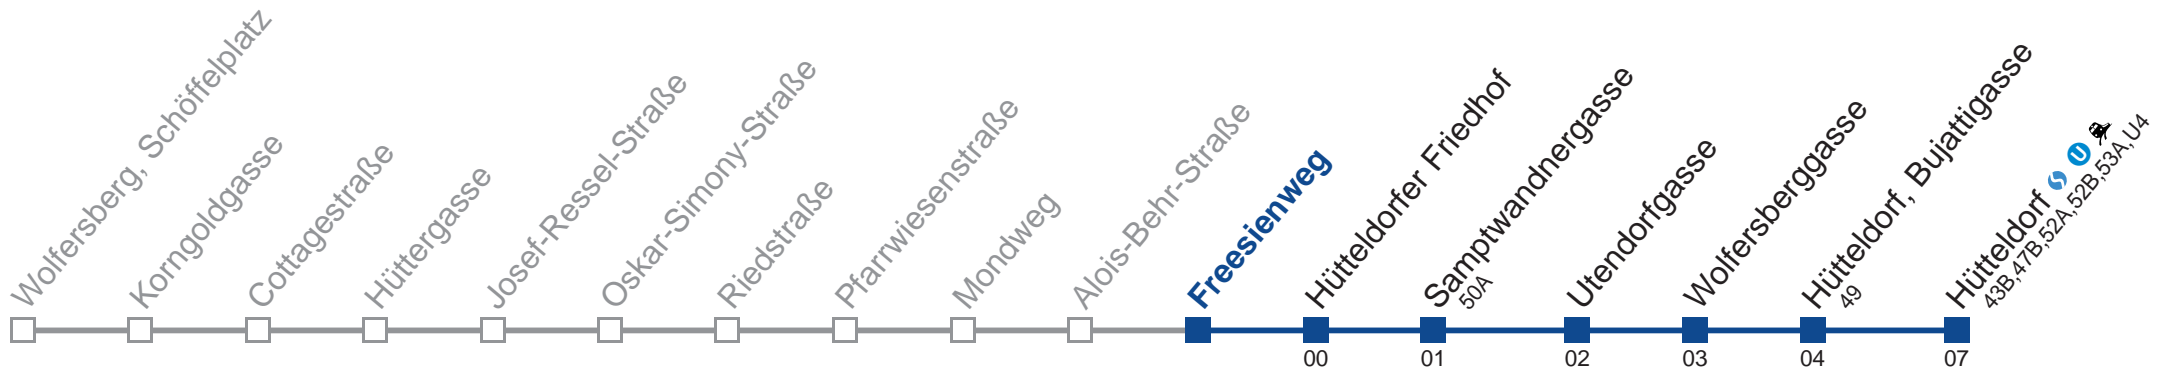 Wolfersberg, Schöffelplatz
Korngoldgasse
Cottagestraße
Hüttergasse
Josef-Ressel-Straße
Oskar-Simony-Straße
Riedstraße
Pfarrwiesenstraße
Mondweg
Alois-Behr-Straße
Freesienweg
Hütteldorfer Friedhof
00
Samptwandnergasse
50A
01
Utendorfgasse
02
Wolfersberggasse
03
Hütteldorf, Bujattigasse
49
04
Hütteldorf S U
43B,47B,52A,52B,53A,U4
07